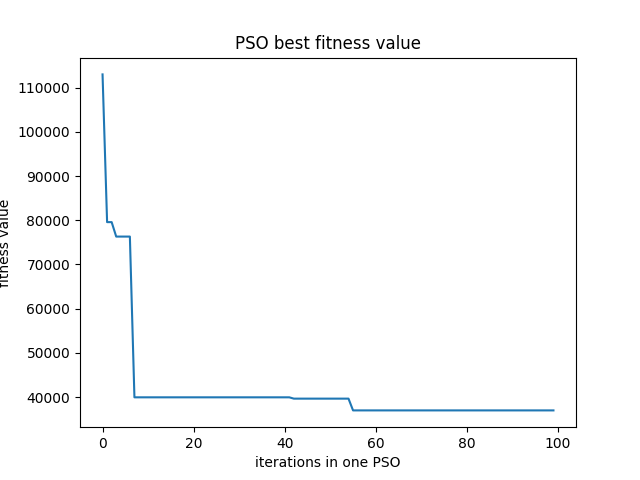 PSO best fitness value
110000
100000
90000
80000
70000
60000
50000
40000
fitness value
0 20 40 60 80 100
iterations in one PSO